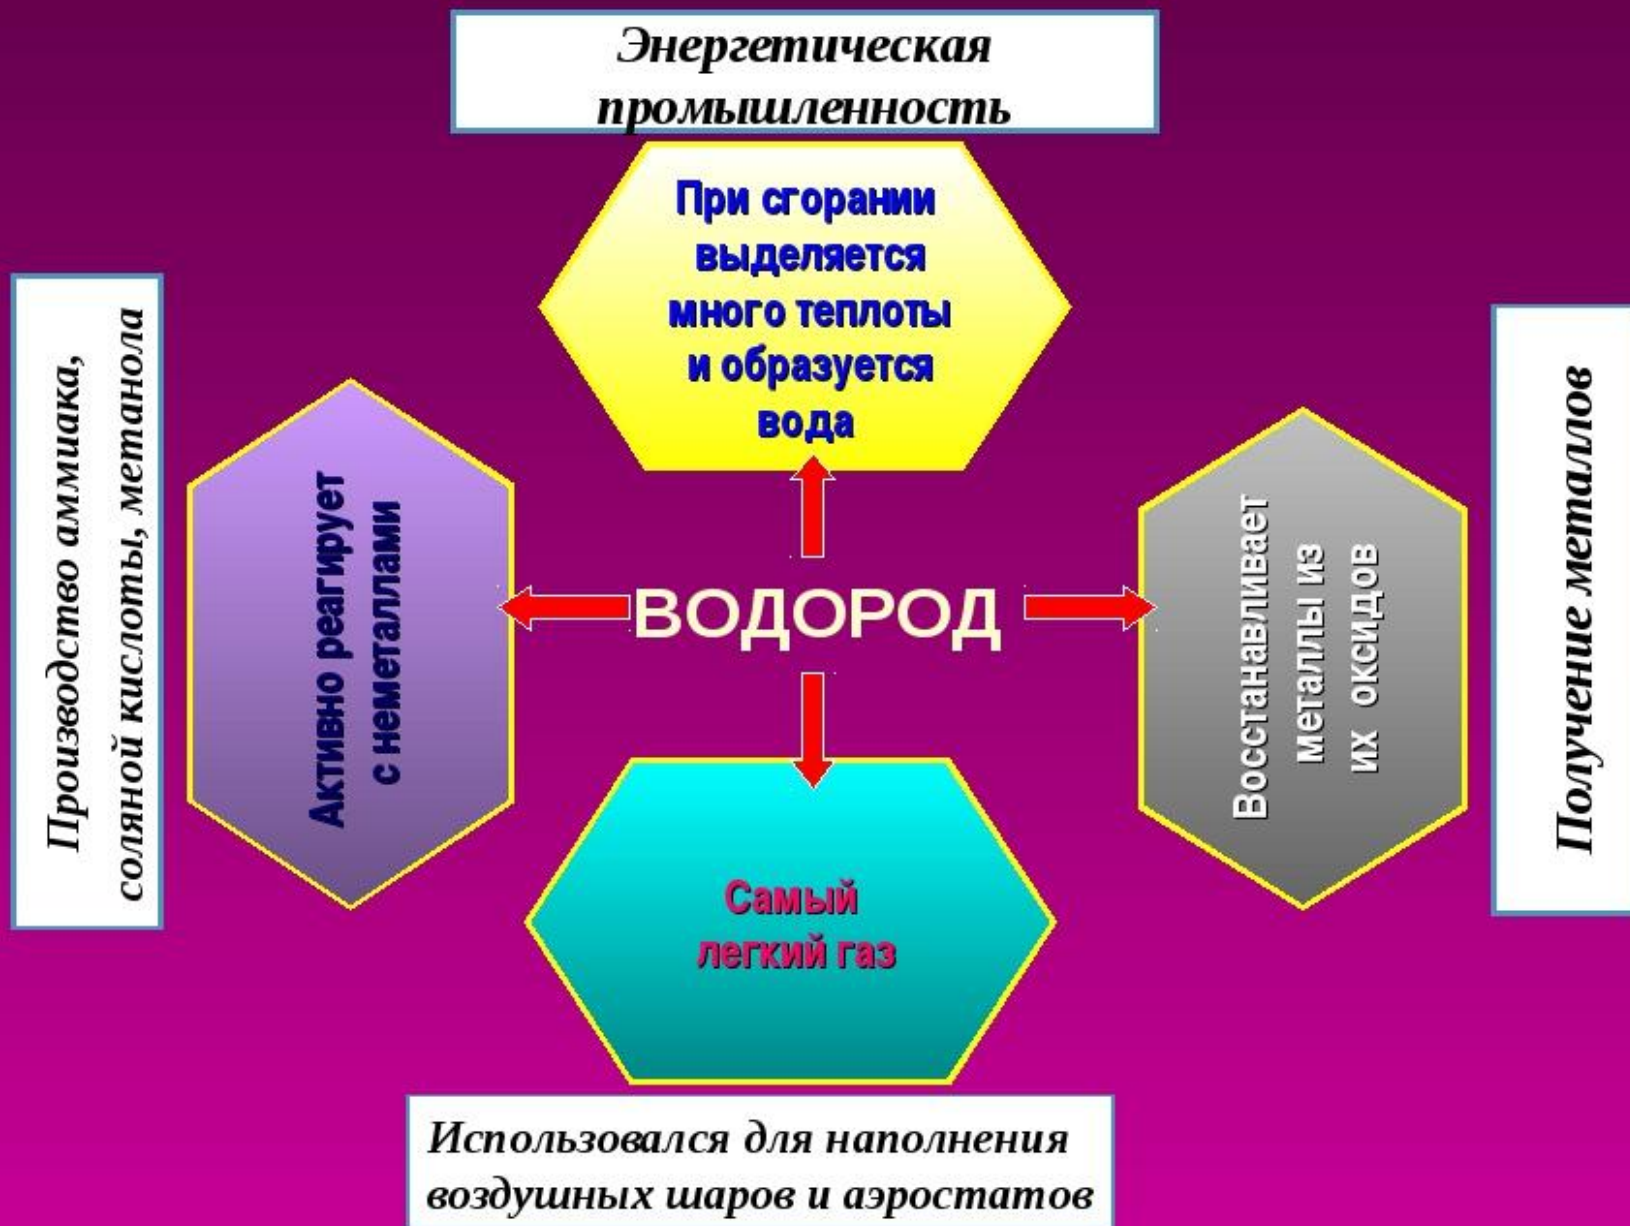 Энергетическая
промышленность
При сгорании
выделяется
много теплоты
и образуется
вода
Производство аммиака,
соляной кислоты, метанола
Активно реагирует
с неметаллами
ВОДОРОД
Восстанавливает
металлы из
их оксидов
Получение металлов
Самый
легкий газ
Использовался для наполнения
воздушных шаров и аэростатов